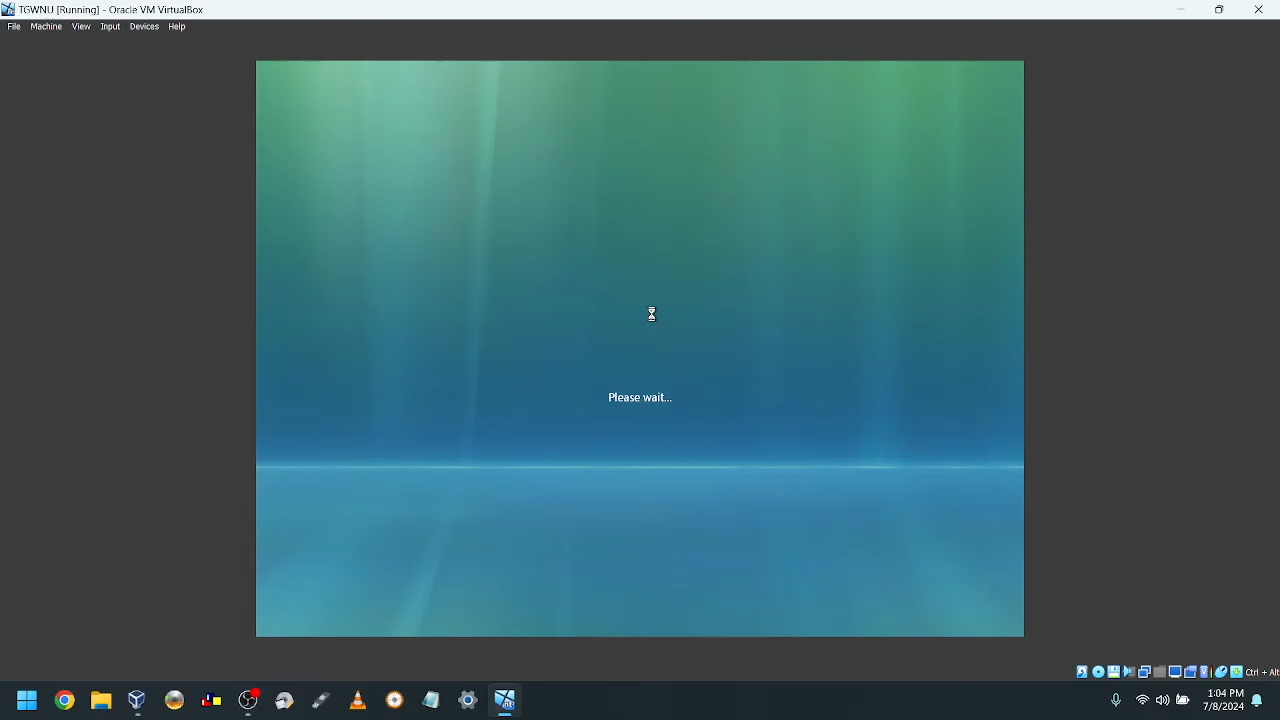 TGWNU [Running] - Oracle VM VirtualBox
File Machine View Input Devices Help
Please wait...
Ctrl + Alt
1:04 PM
7/8/2024